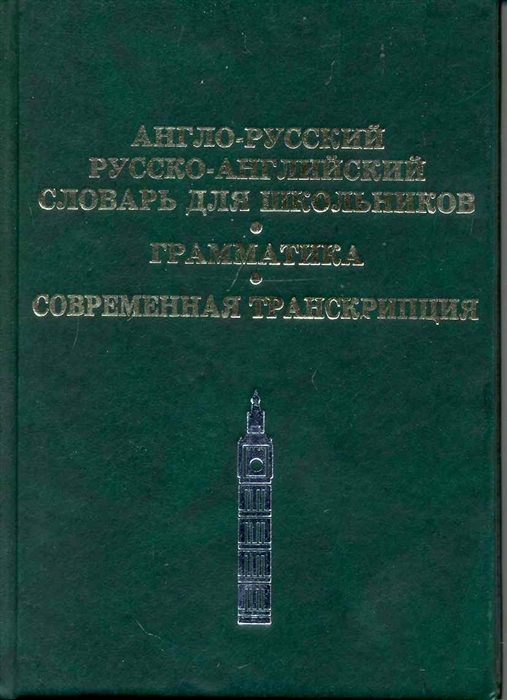 АНГЛО-РУССКИЙ
РУССКО-АНГЛИЙСКИЙ
СЛОВАРЬ ДЛЯ ШКОЛЬНИКОВ
•
ГРАММАТИКА
•
СОВРЕМЕННАЯ ТРАНСКРИПЦИЯ